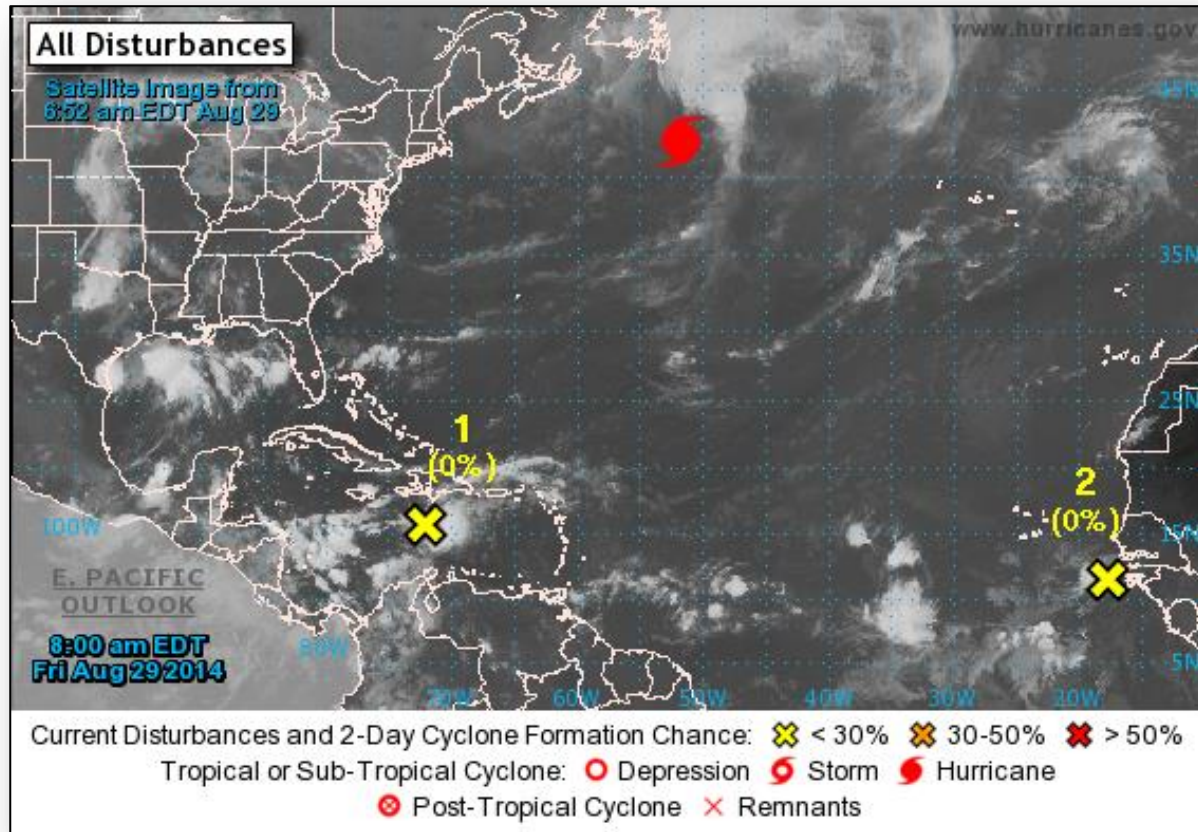 All Disturbances
www.hurricanes.gov
Satellite Image from
6:52 am EDT Aug 29
45N
35N
25N
1
(0%)
2
(0%)
100W
15N
E. PACIFIC
OUTLOOK
8:00 am EDT
Fri Aug 29 2014
80W
5N
70W 60W 50W 40W 30W 20W
Current Disturbances and 2-Day Cyclone Formation Chance: < 30% 30-50% > 50%
Tropical or Sub-Tropical Cyclone: Depression Storm Hurricane
Post-Tropical Cyclone Remnants